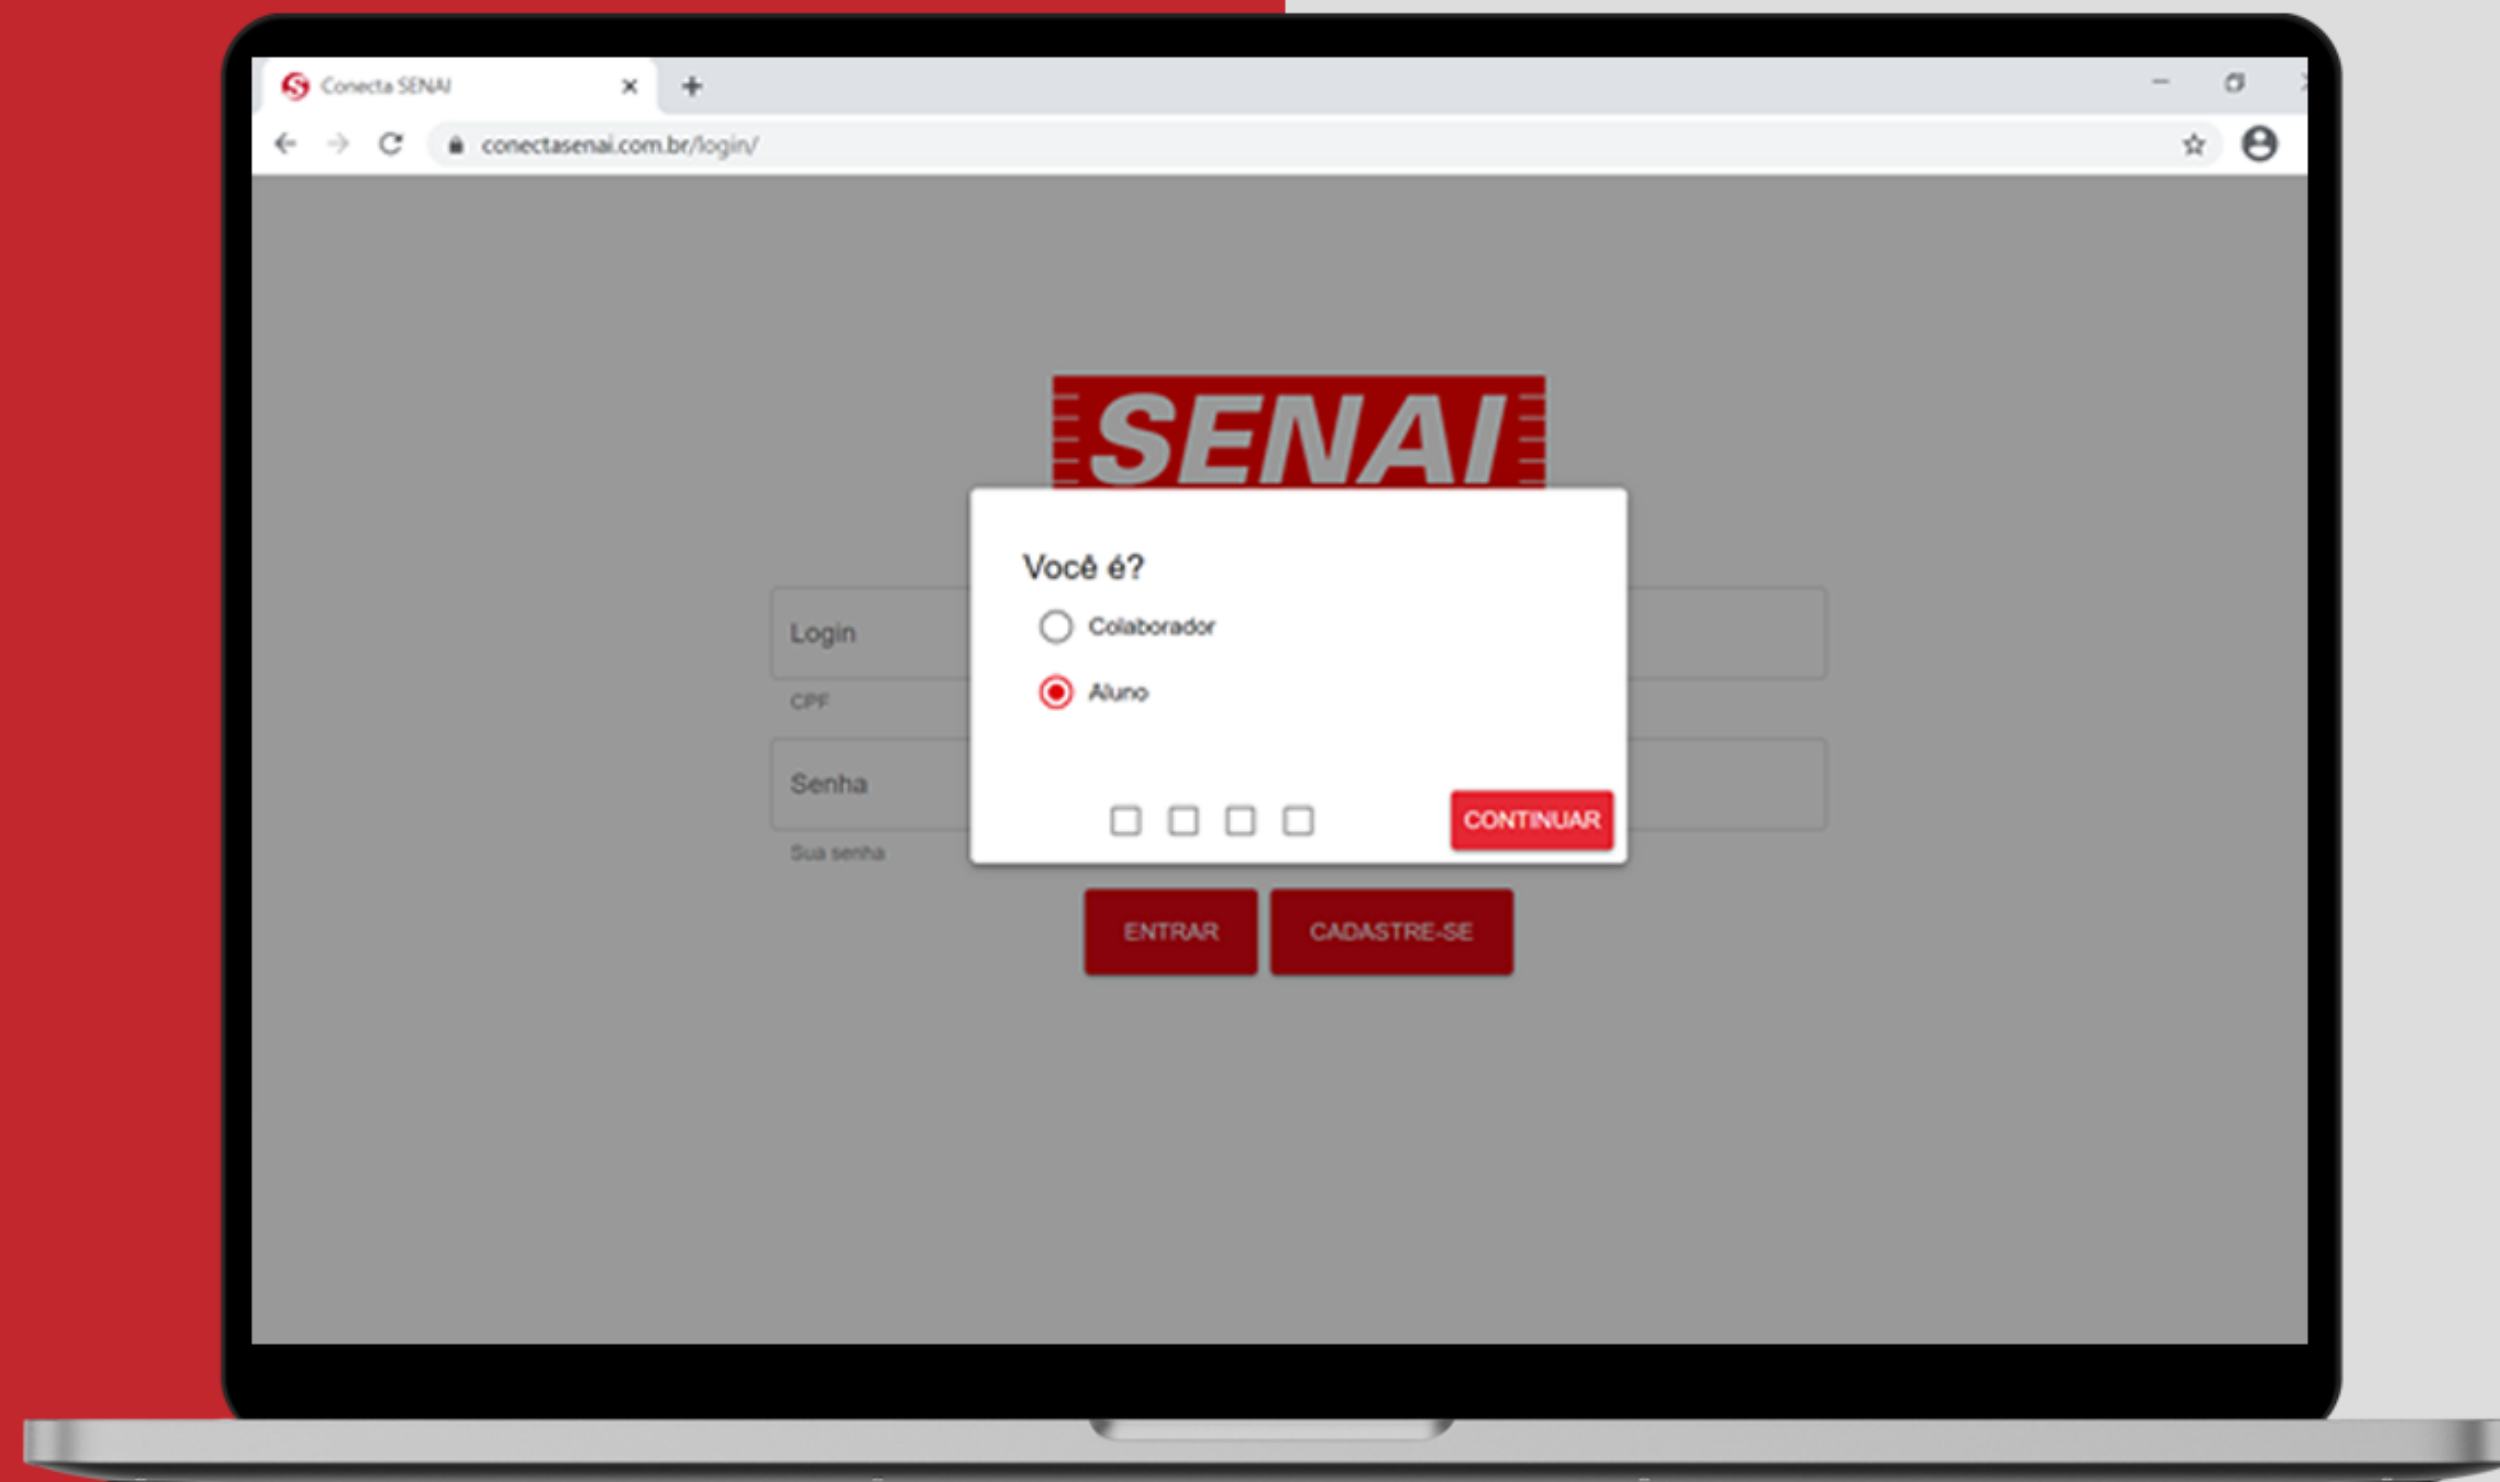 Conecta SENAI
conectasenai.com.br/login/
SENAI
Você é?
Colaborador
Aluno
CONTINUAR
Login
CPF
Senha
Sua senha
ENTRAR
CADASTRE-SE